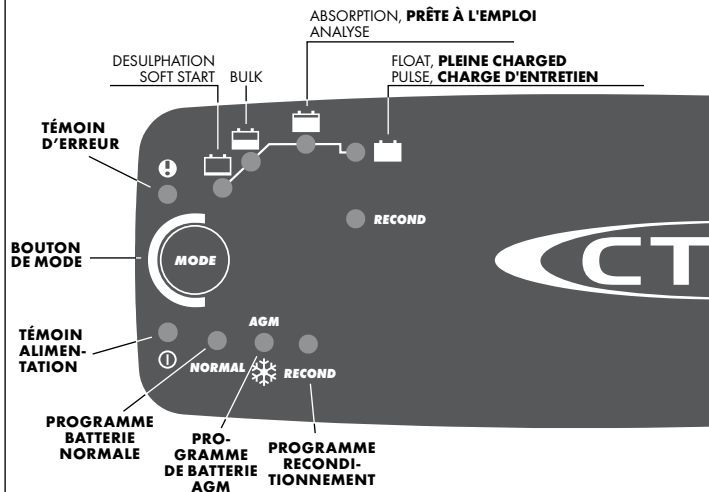 ABSORPTION, PRÊTE À L'EMPLOI
ANALYSE
DESULPHATION
SOFT START
BULK
FLOAT, PLEINE CHARGED
PULSE, CHARGE D'ENTRETIEN
TÉMOIN
D'ERREUR
RECOND
BOUTON
DE MODE
MODE
CT
TÉMOIN
ALIMEN-
TATION
AGM
NORMAL
RECOND
PROGRAMME
BATTERIE
NORMALE
PRO-
GRAMME
DE BATTERIE
AGM
PROGRAMME
RECONDI-
TIONNEMENT